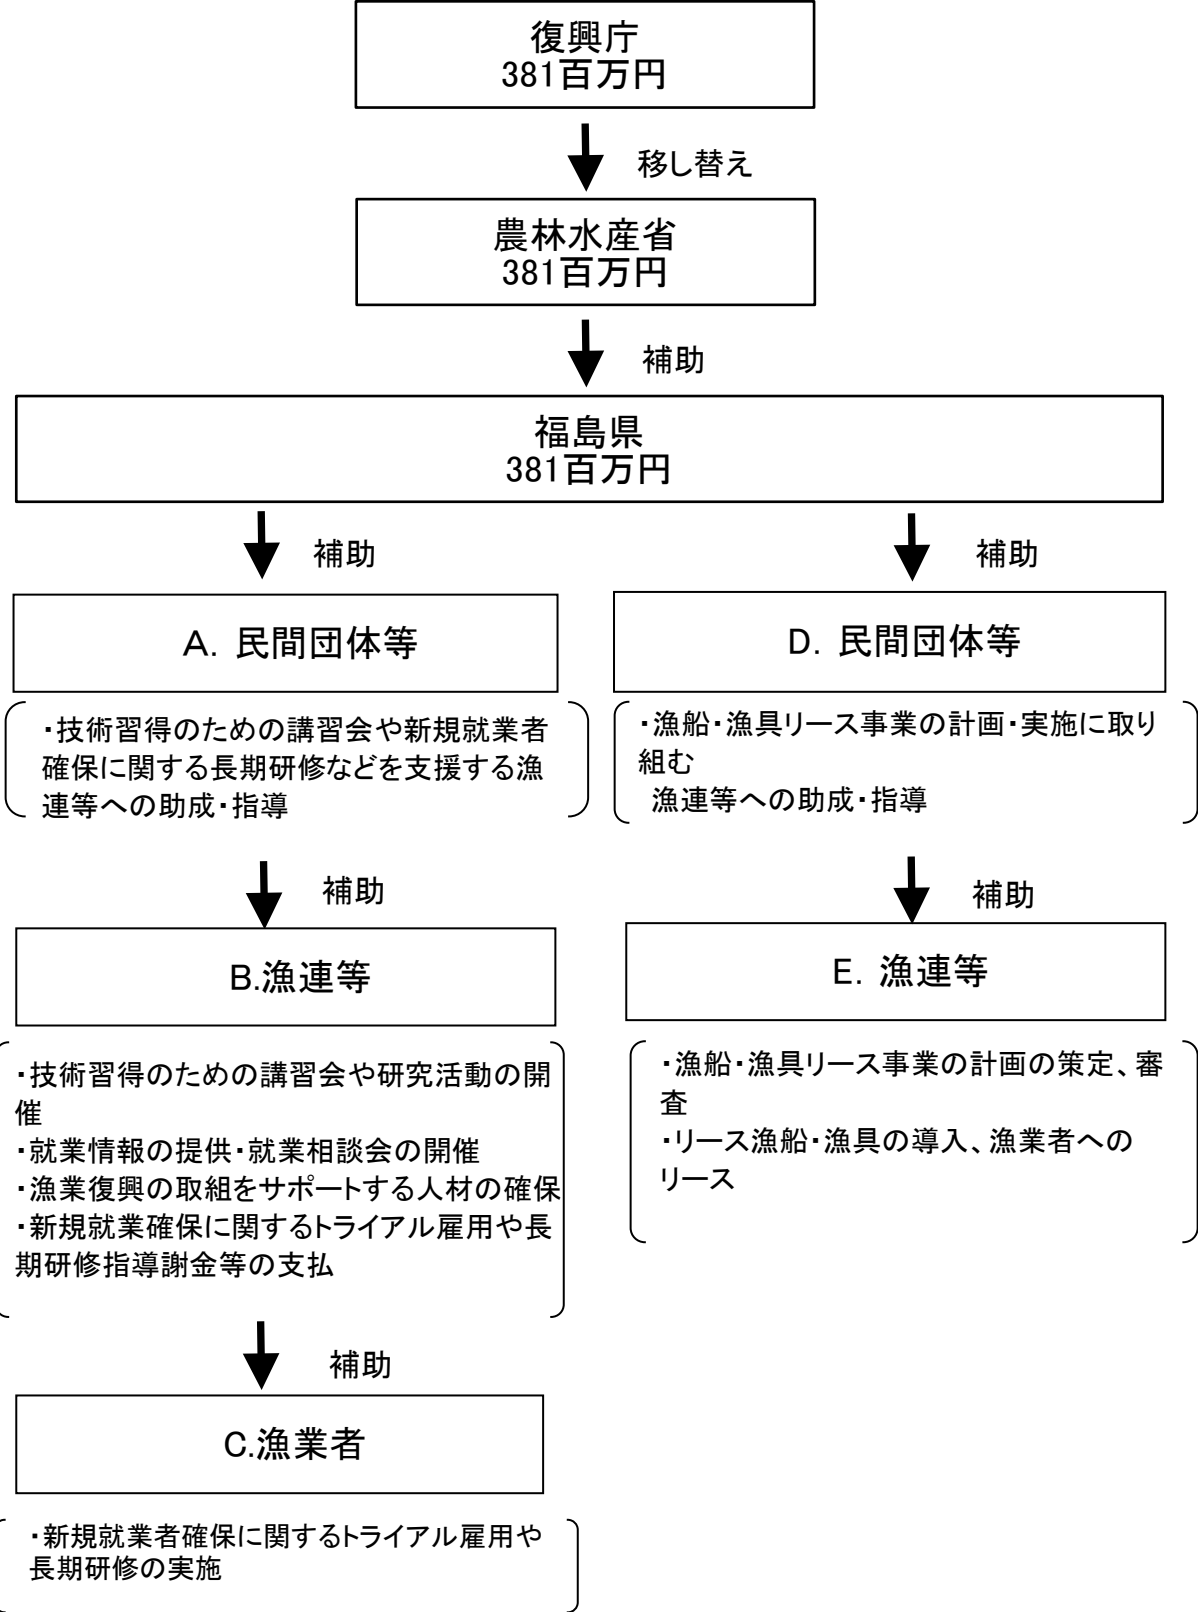 復興庁
381百万円
移し替え
農林水産省
381百万円
補助
福島県
381百万円
補助
補助
A. 民間団体等
・技術習得のための講習会や新規就業者
確保に関する長期研修などを支援する漁
連等への助成・指導
補助
B.漁連等
・技術習得のための講習会や研究活動の開
催
・就業情報の提供・就業相談会の開催
・漁業復興の取組をサポートする人材の確保
・新規就業確保に関するトライアル雇用や長
期研修指導謝金等の支払
補助
C.漁業者
・新規就業者確保に関するトライアル雇用や
長期研修の実施
D. 民間団体等
・漁船・漁具リース事業の計画・実施に取り
組む
漁連等への助成・指導
補助
E. 漁連等
・漁船・漁具リース事業の計画の策定、審
査
・リース漁船・漁具の導入、漁業者への
リース